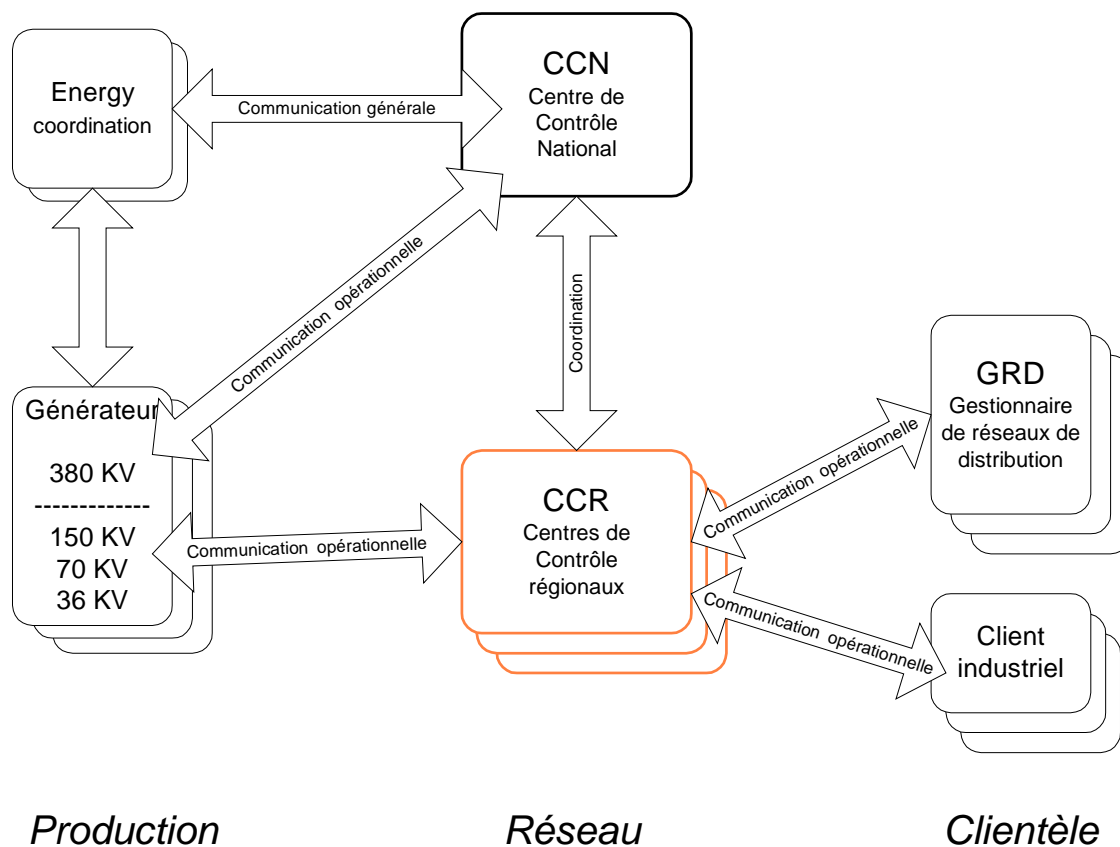 Energy
coordination
Communication générale
CCN
Centre de
Contrôle
National
Communication opérationnelle
Coordination
Générateur
380 KV
--------------
150 KV
70 KV
36 KV
Communication opérationnelle
CCR
Centres de
Contrôle
régionaux
Communication opérationnelle
GRD
Gestionnaire
de réseaux de
distribution
Communication opérationnelle
Client
industriel
Production
Réseau
Clientèle